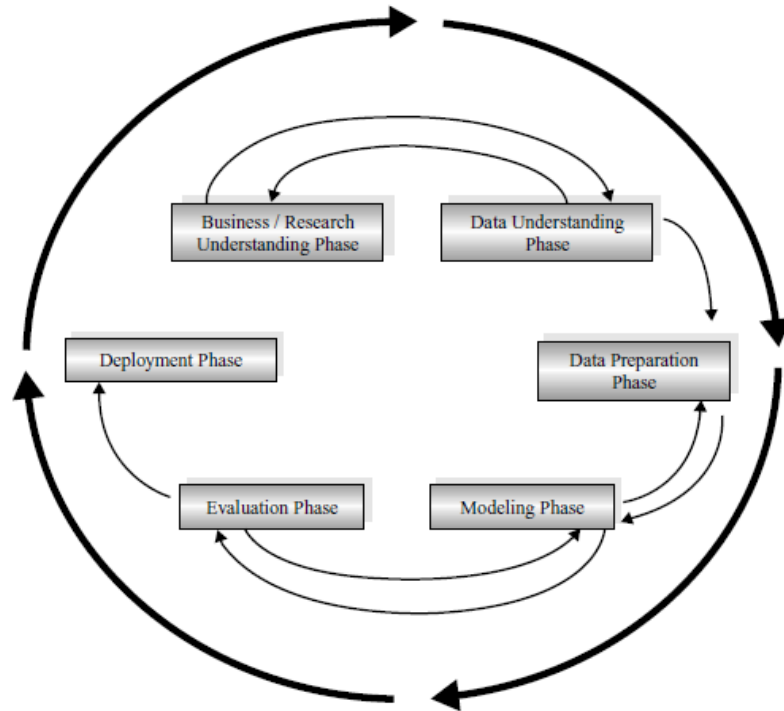 Business / Research
Understanding Phase
Data Understanding
Phase
Deployment Phase
Data Preparation
Phase
Evaluation Phase
Modeling Phase